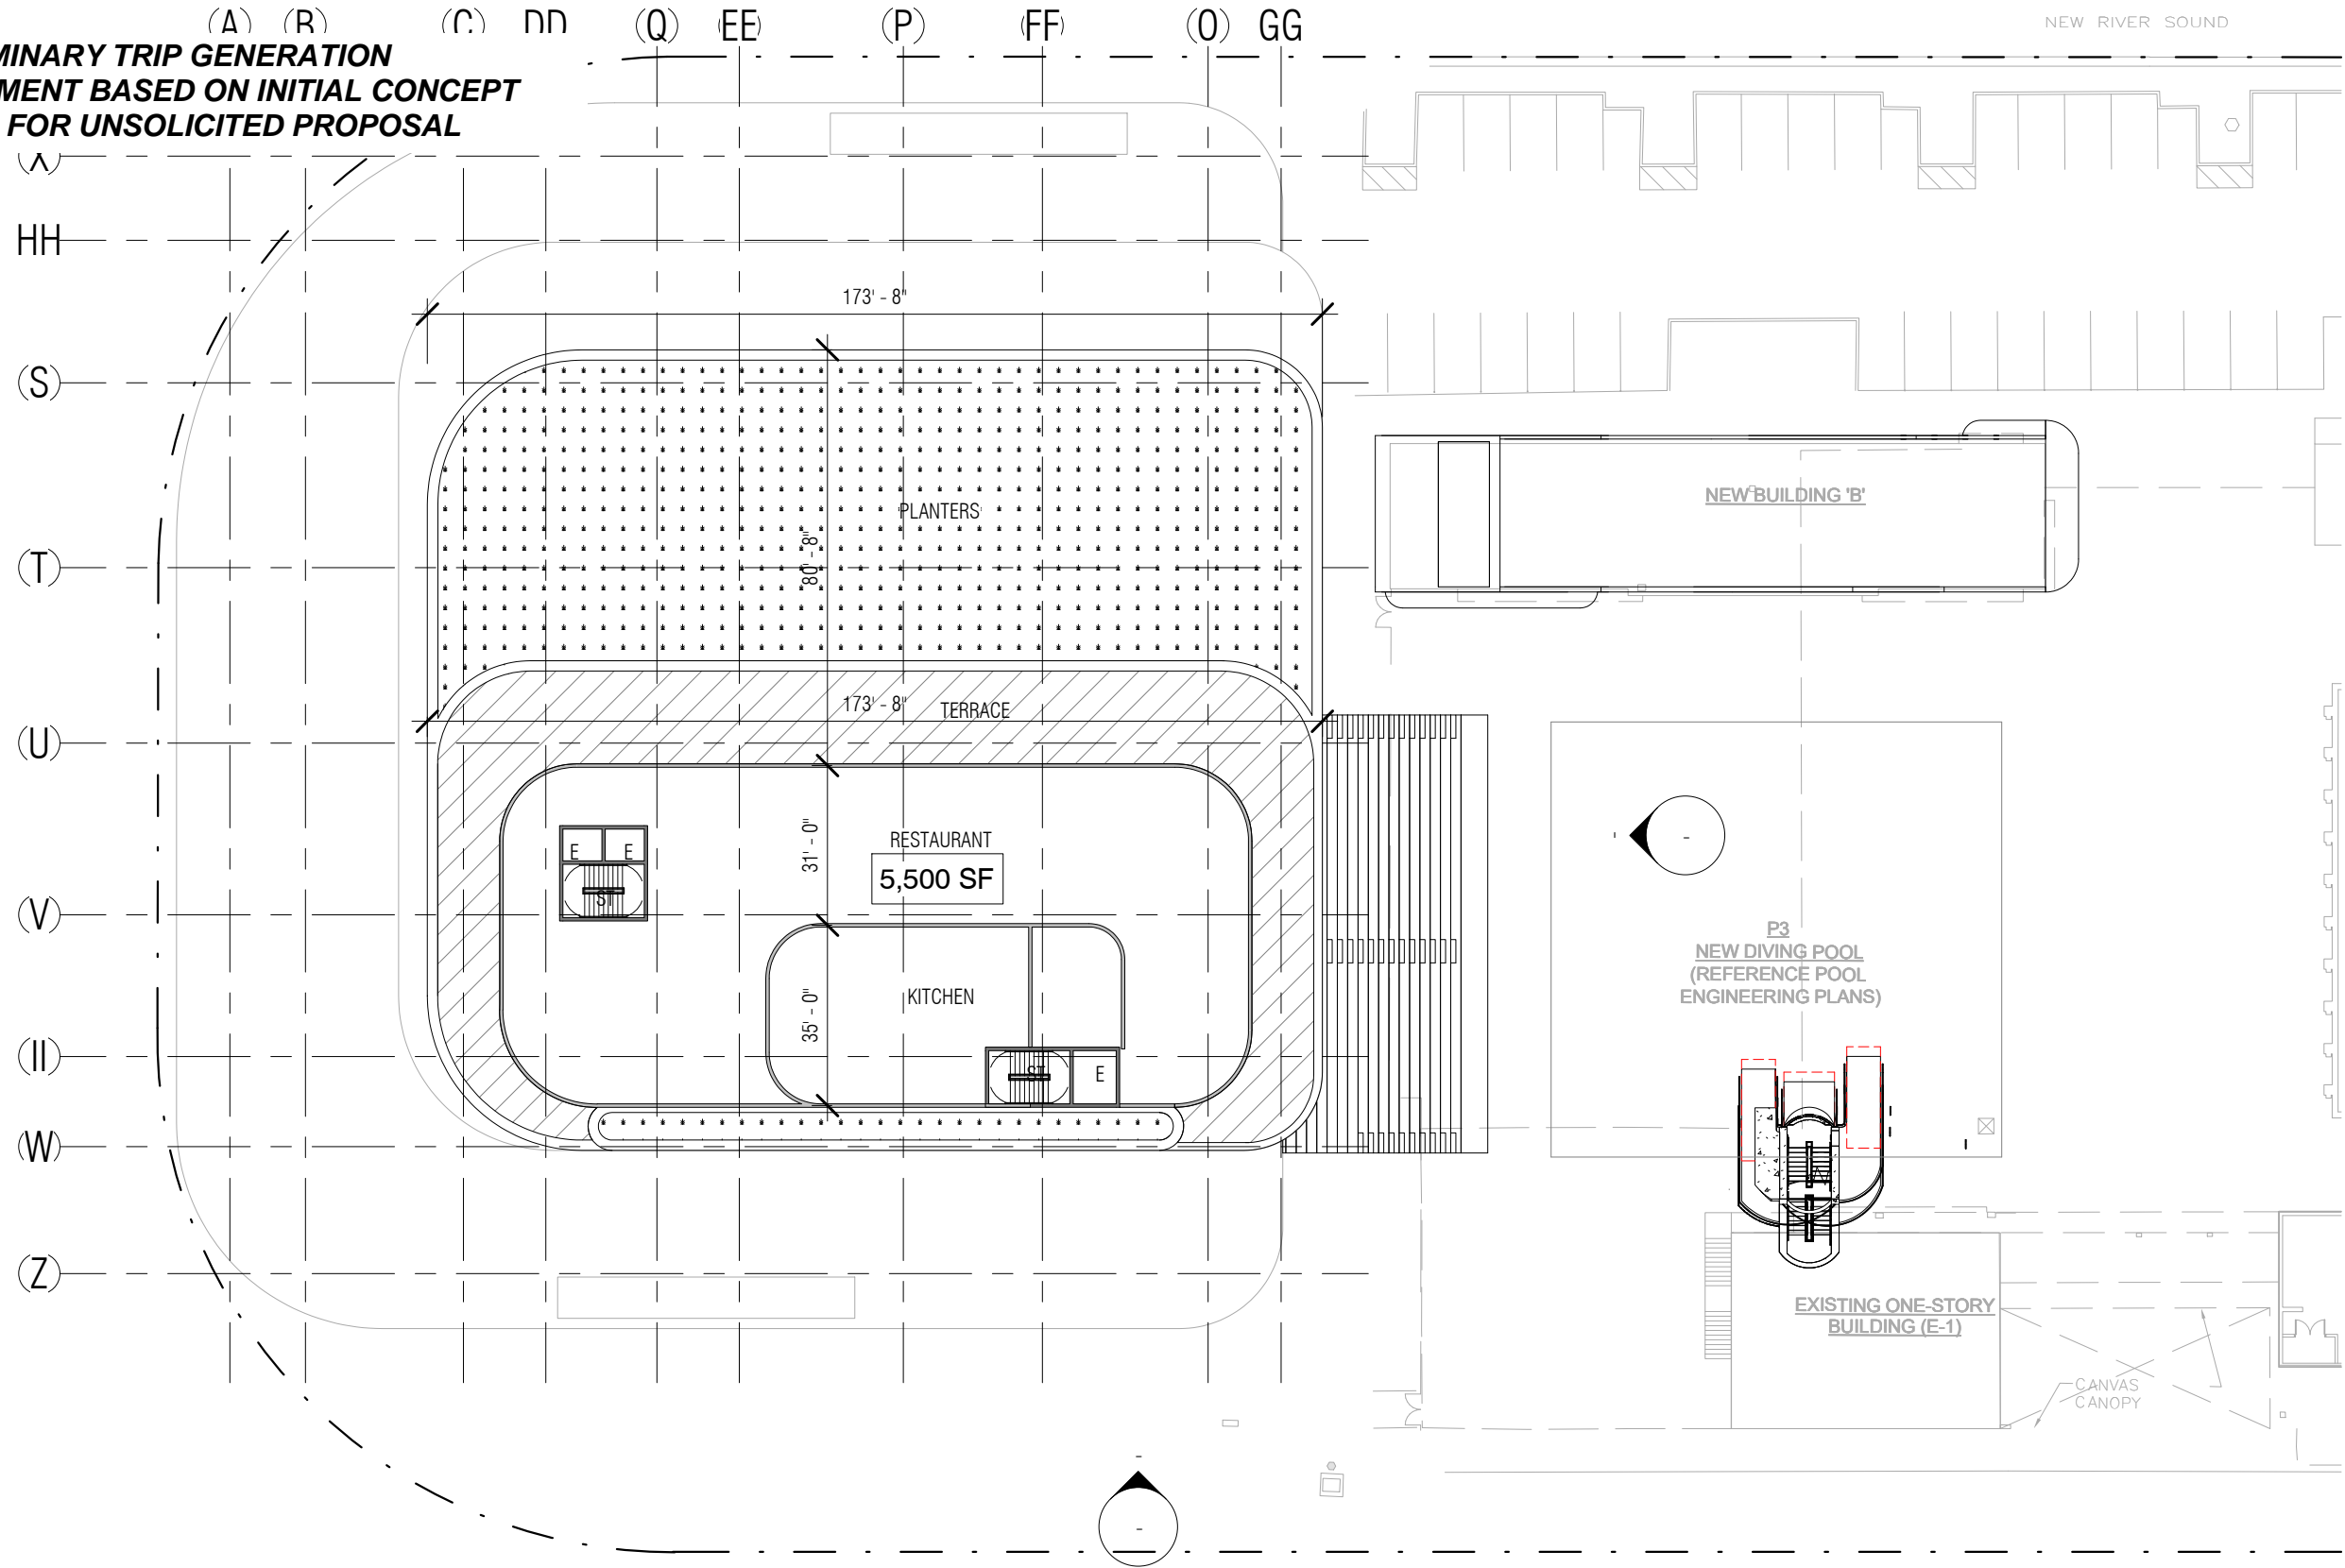 (A) (B) (C) DD (Q) EE (P) FF (O) GG
NEW RIVER SOUND
MINARY TRIP GENERATION
MENT BASED ON INITIAL CONCEPT
FOR UNSOLICITED PROPOSAL
(X)
HH
173' - 8"
(S)
NEW BUILDING 'B'
PLANTERS
80' - 8"
(T)
173' - 8"
TERRACE
(U)
RESTAURANT
5,500 SF
31' - 0"
E E
ST
(V)
P3
NEW DIVING POOL
(REFERENCE POOL
ENGINEERING PLANS)
KITCHEN
35' - 0"
(II)
ST
E
(W)
(Z)
EXISTING ONE-STORY
BUILDING (E-1)
CANVAS
CANOPY